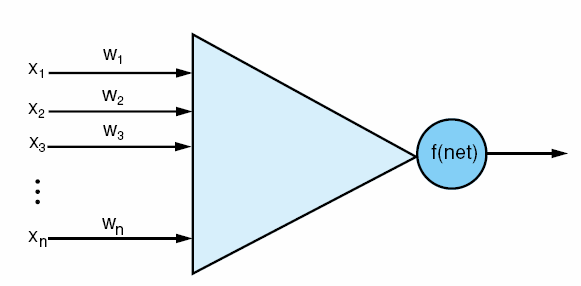 x₁ w₁
x₂ w₂
x₃ w₃
⋮
xₙ wₙ
f(net)